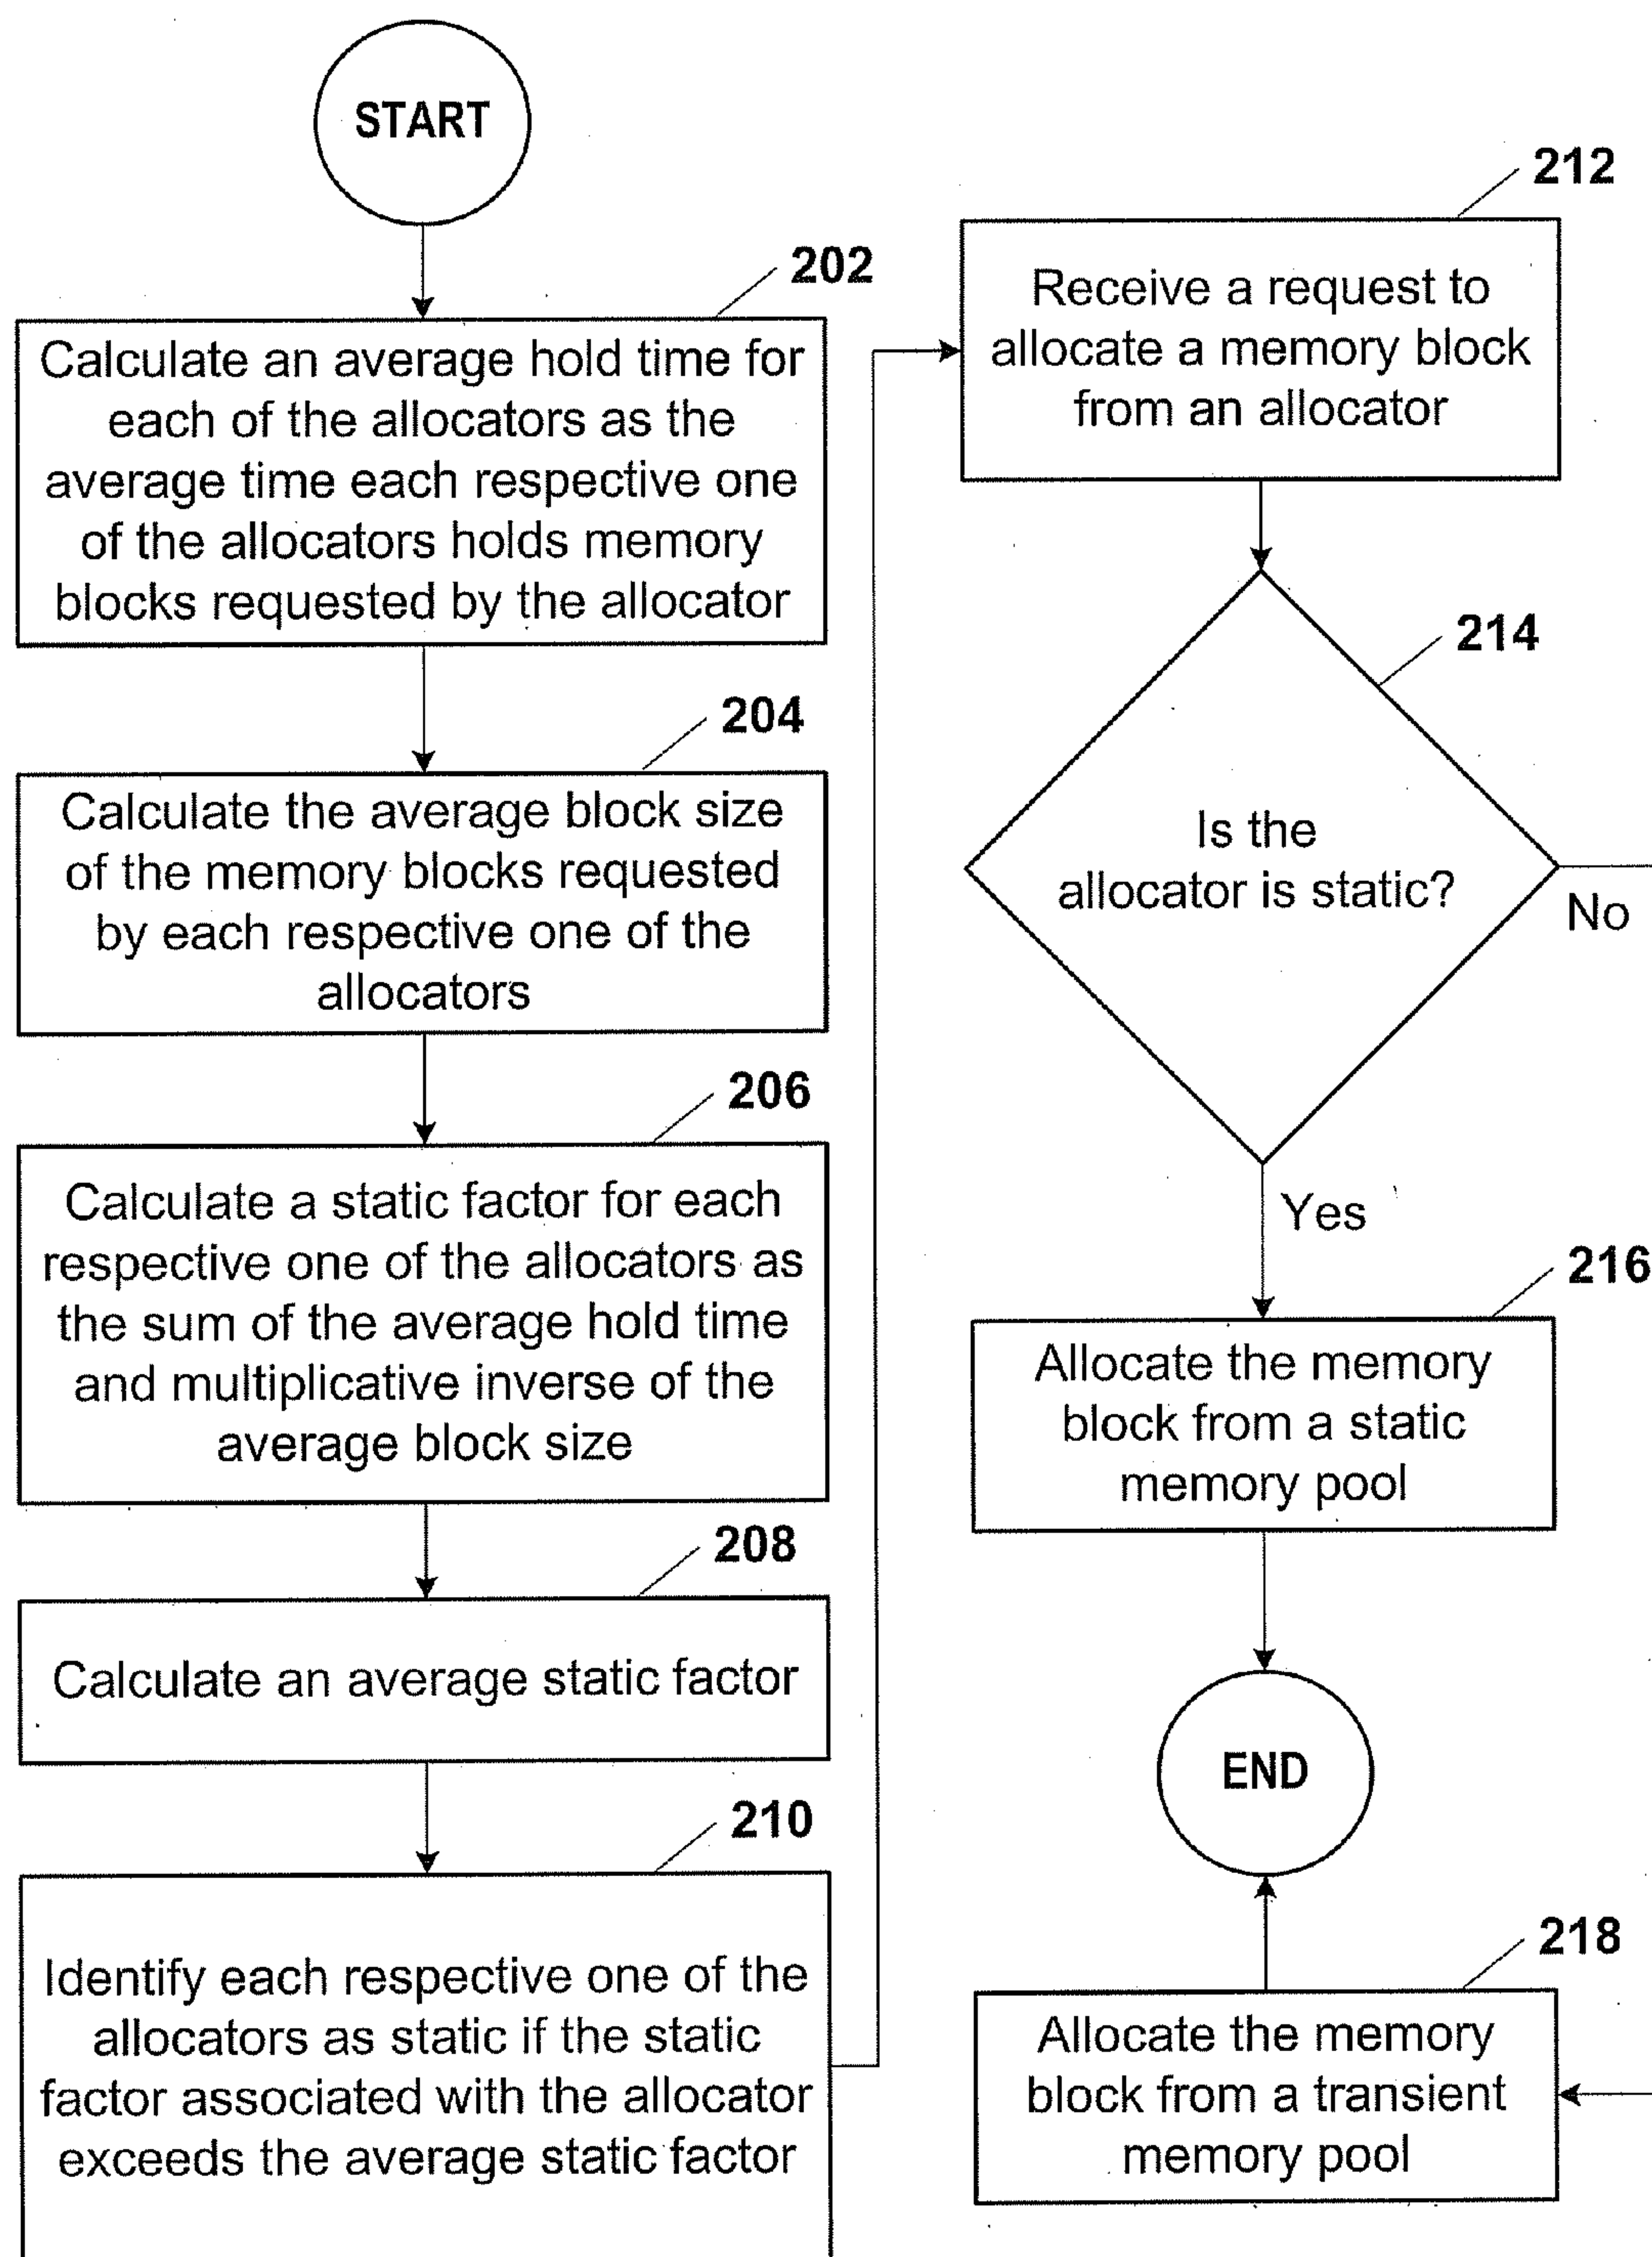 START
202
Calculate an average hold time for
each of the allocators as the
average time each respective one
of the allocators holds memory
blocks requested by the allocator
204
Calculate the average block size
of the memory blocks requested
by each respective one of the
allocators
206
Calculate a static factor for each
respective one of the allocators as
the sum of the average hold time
and multiplicative inverse of the
average block size
208
Calculate an average static factor
210
Identify each respective one of the
allocators as static if the static
factor associated with the allocator
exceeds the average static factor
212
Receive a request to
allocate a memory block
from an allocator
214
Is the
allocator is static?
No
Yes
216
Allocate the memory
block from a static
memory pool
END
218
Allocate the memory
block from a transient
memory pool